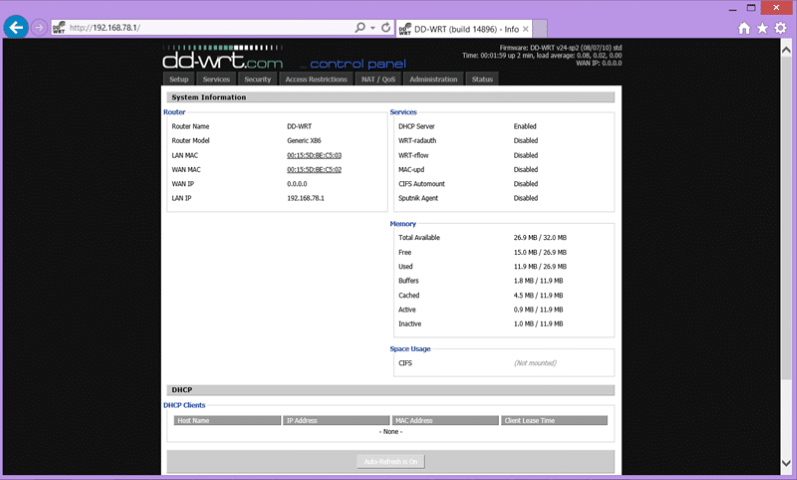 http://192.168.78.1/
DD-WRT (build 14896) - Info
dd-wrt.com ... control panel
Firmware: DD-WRT v24-sp2 (08/07/10) std
Time: 00:01:59 up 2 min, load average: 0.08, 0.02, 0.00
WAN IP: 0.0.0.0
Setup Services Security Access Restrictions NAT / QoS Administration Status
System Information
Router
Router Name DD-WRT
Router Model Generic X86
LAN MAC 00:15:5D:BE:C5:03
WAN MAC 00:15:5D:BE:C5:02
WAN IP 0.0.0.0
LAN IP 192.168.78.1
Services
DHCP Server Enabled
WRT-radauth Disabled
WRT-rflow Disabled
MAC-upd Disabled
CIFS Automount Disabled
Sputnik Agent Disabled
Memory
Total Available 26.9 MB / 32.0 MB
Free 15.0 MB / 26.9 MB
Used 11.9 MB / 26.9 MB
Buffers 1.8 MB / 11.9 MB
Cached 4.5 MB / 11.9 MB
Active 0.9 MB / 11.9 MB
Inactive 1.0 MB / 11.9 MB
Space Usage
CIFS (Not mounted)
DHCP
DHCP Clients
Host Name IP Address MAC Address Client Lease Time
- None -
Auto-Refresh is On